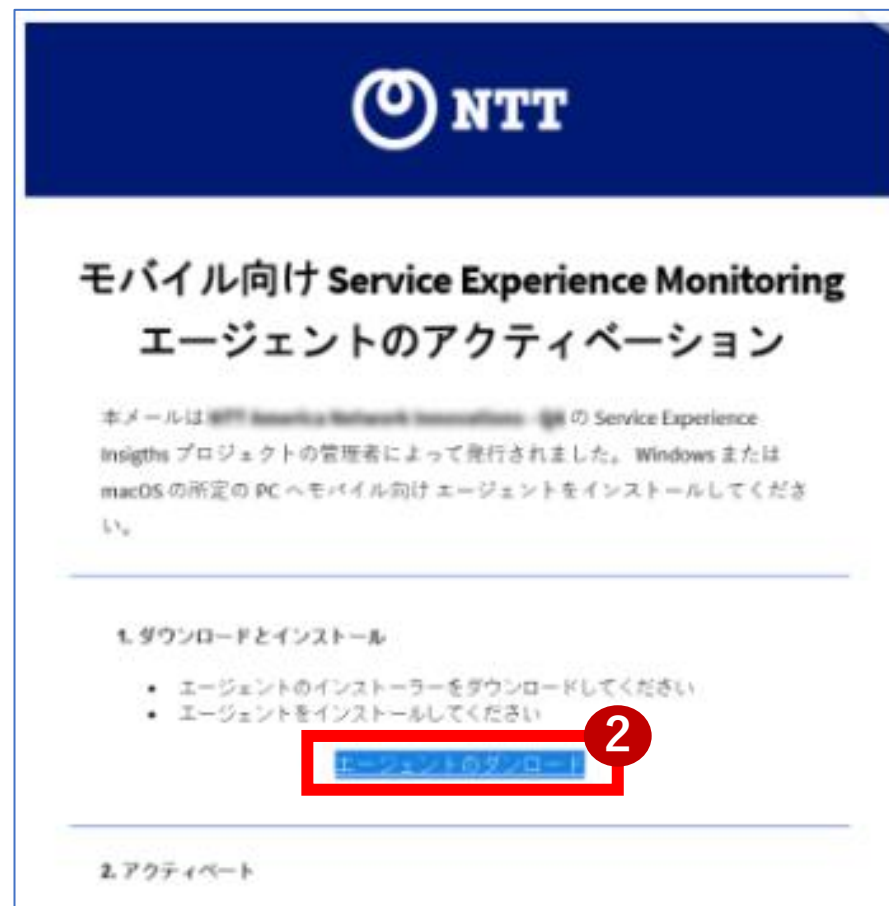 NTT
モバイル向け Service Experience Monitoring
エージェントのアクティベーション
本メールは の Service Experience
Insigths プロジェクトの管理者によって発行されました。 Windows または
macOS の所定の PC へモバイル向け エージェントをインストールしてくださ
い。
1. ダウンロードとインストール
• エージェントのインストーラーをダウンロードしてください
• エージェントをインストールしてください
2
エージェントのダンロード
2. アクティベート